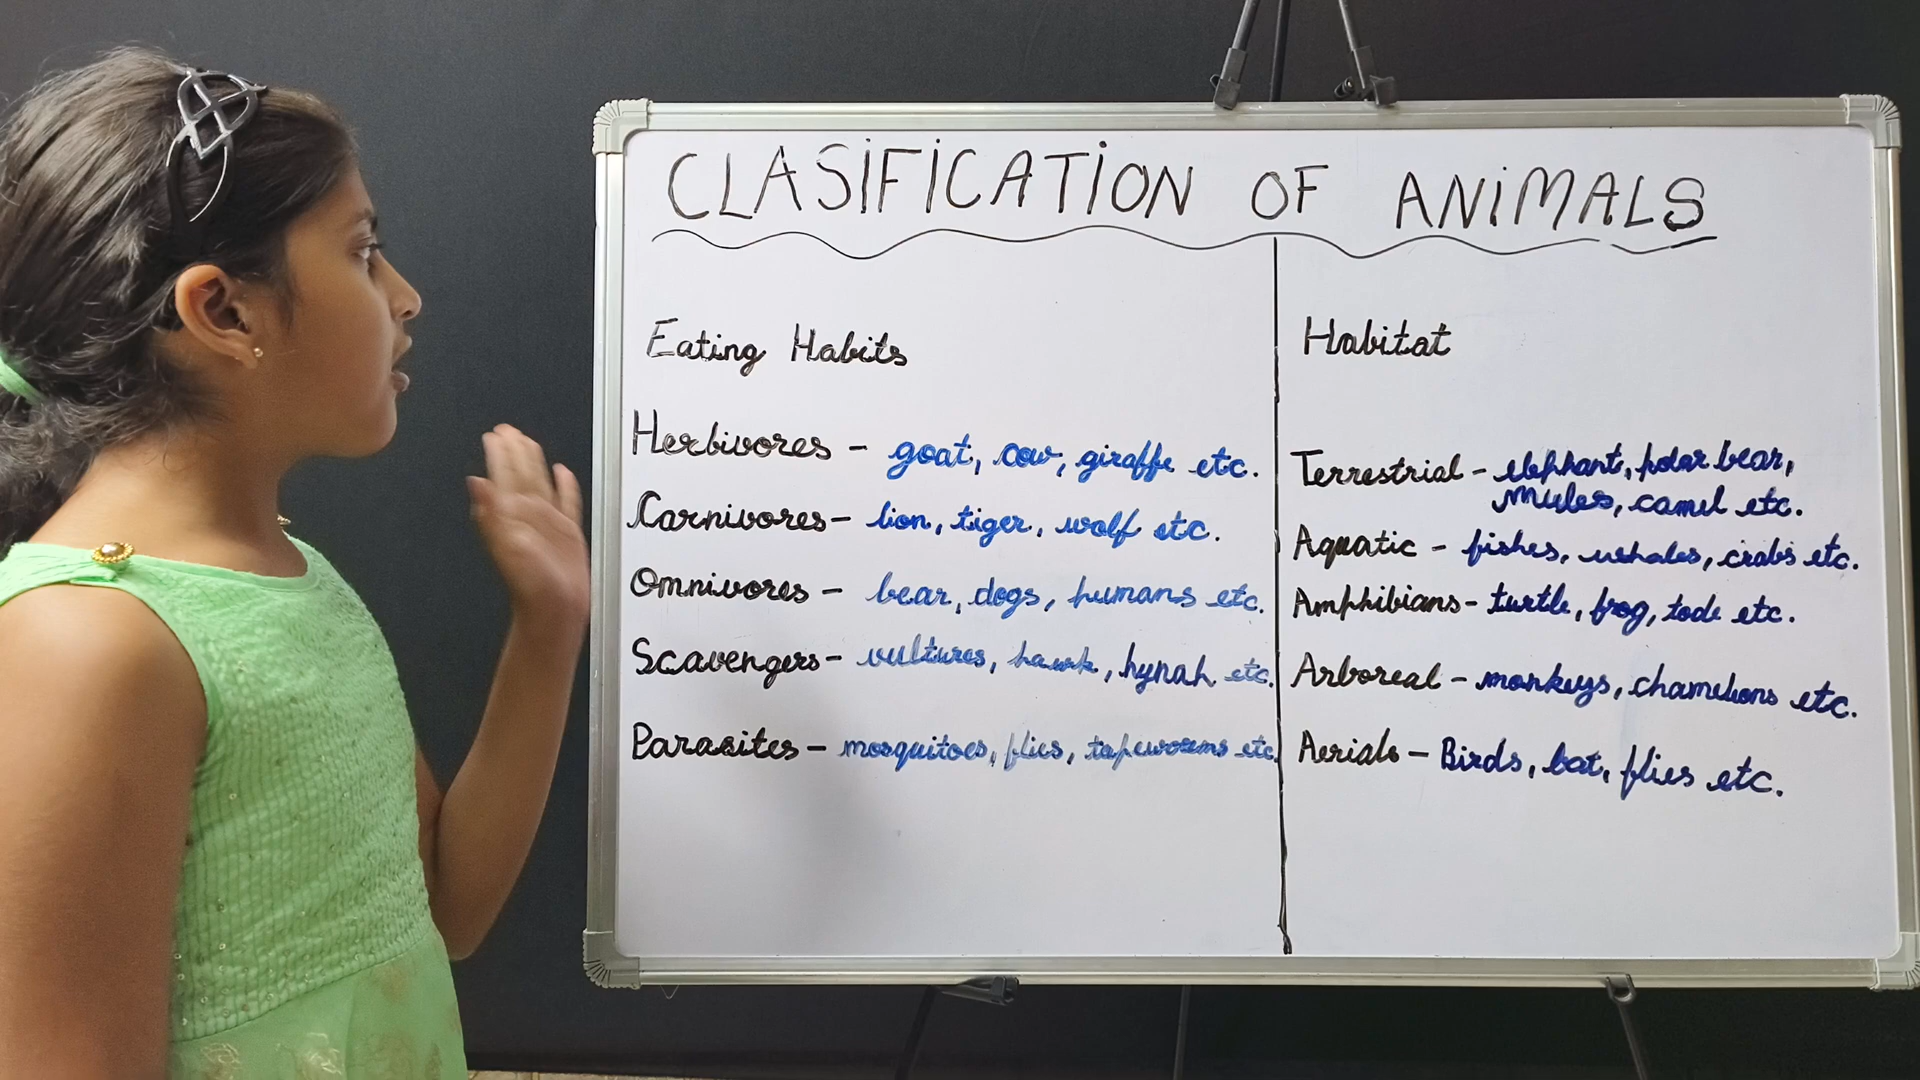 CLASIFICATION OF ANIMALS
Eating Habits
Herbivores - goat, cow, giraffe etc.
Carnivores - lion, tiger, wolf etc.
Omnivores - bear, dogs, humans etc.
Scavengers - vultures, hawk, hynah etc.
Parasites - mosquitoes, flies, tapeworms etc.
Habitat
Terrestrial - elephant, polar bear,
mules, camel etc.
Aquatic - fishes, whales, crabs etc.
Amphibians - turtle, frog, tode etc.
Arboreal - monkeys, chamelions etc.
Aerials - Birds, bat, flies etc.